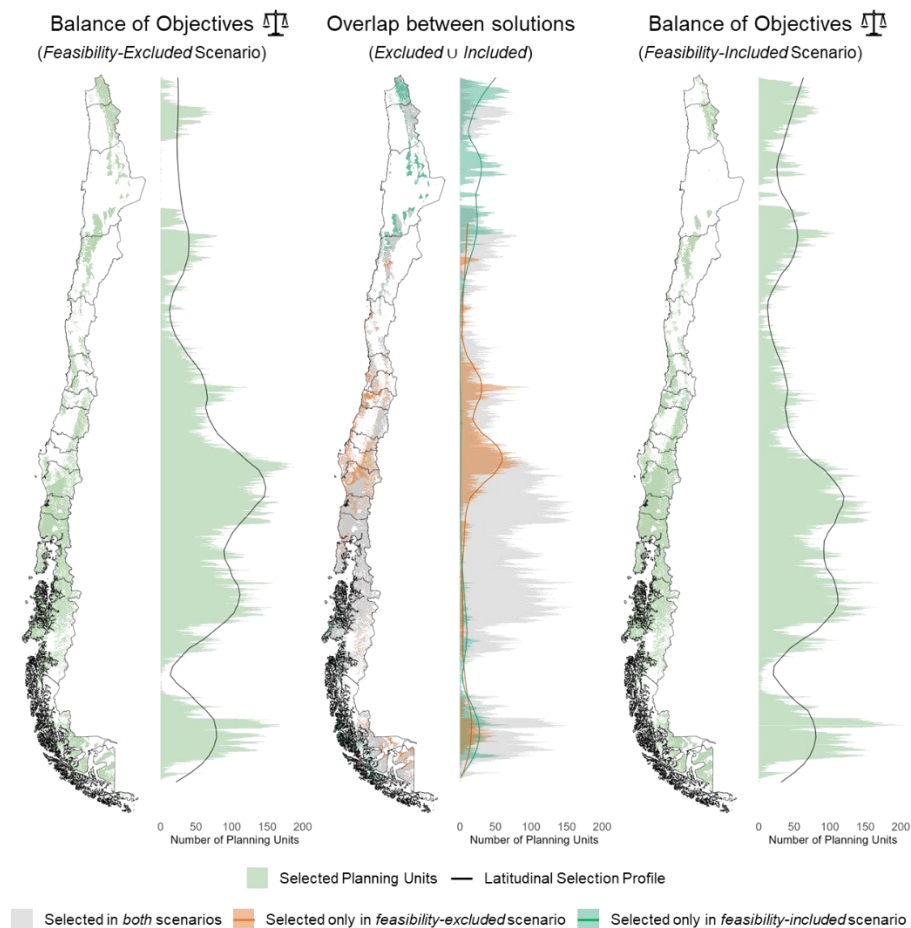 Balance of Objectives
(Feasibility-Excluded Scenario)
Overlap between solutions
(Excluded ∪ Included)
Balance of Objectives
(Feasibility-Included Scenario)
0 50 100 150 200
Number of Planning Units
0 50 100 150 200
Number of Planning Units
0 50 100 150 200
Number of Planning Units
Selected Planning Units
Latitudinal Selection Profile
Selected in both scenarios
Selected only in feasibility-excluded scenario
Selected only in feasibility-included scenario